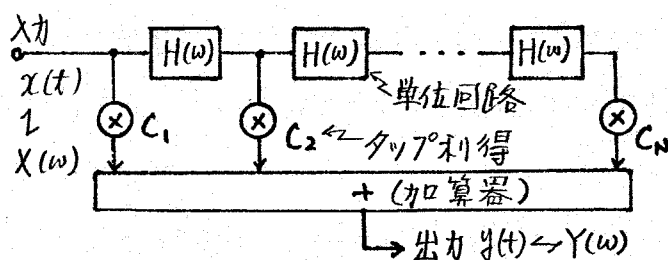 入力
x(t)
↕
X(ω)
H(ω) H(ω) ・・・ H(ω)
単位回路
× C₁ × C₂ タップ利得 × C_N
+ (加算器)
出力 y(t)↔Y(ω)